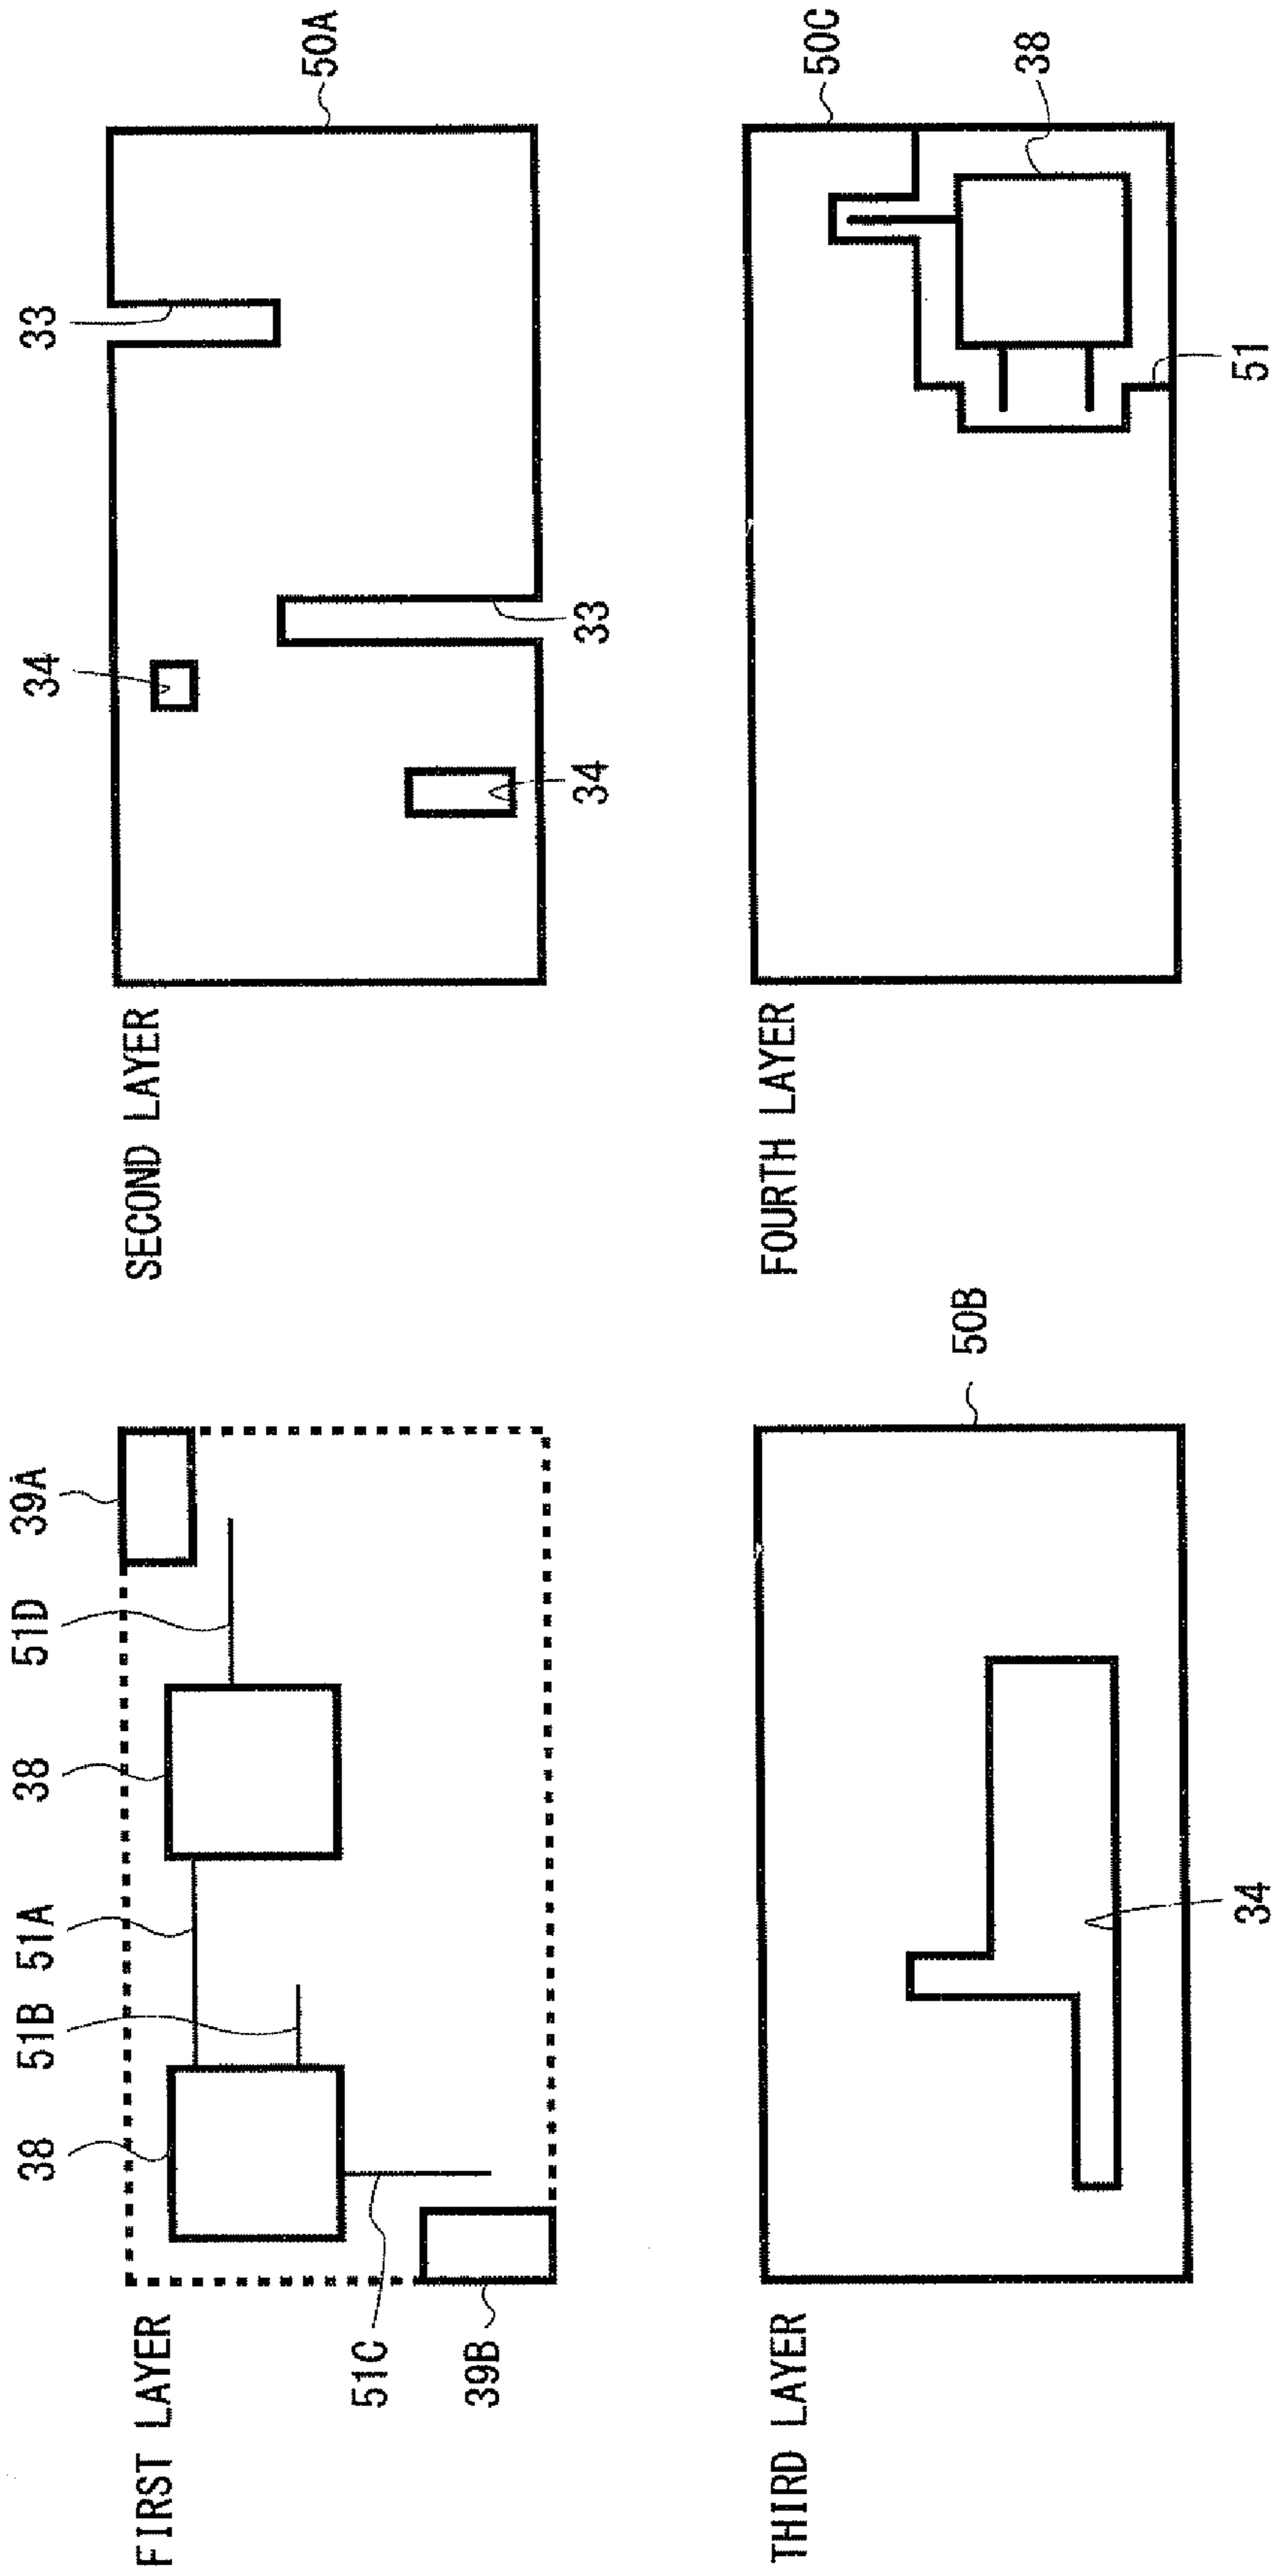 FIRST LAYER
38
51B
51A
38
51D
39A
51C
39B
SECOND LAYER
34
33
34
33
50A
THIRD LAYER
34
50B
FOURTH LAYER
50C
38
51